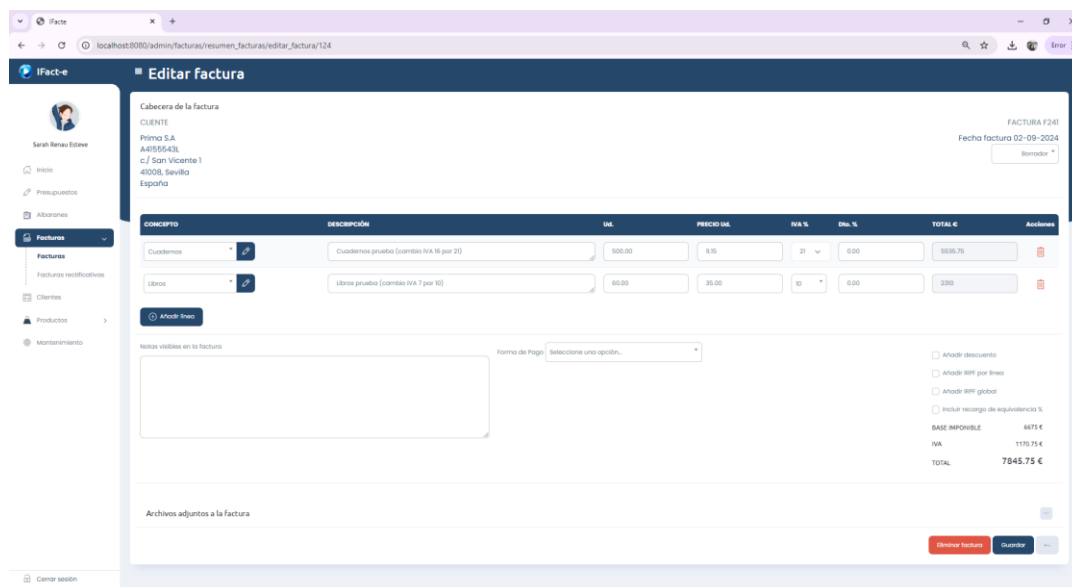 IFacte
localhost:8080/admin/facturas/resumen_facturas/editar_factura/124
Error
IFact-e
Editar factura
Sarah Renau Esteve
Inicio
Presupuestos
Albaranes
Facturas
Facturas
Facturas rectificativas
Clientes
Productos
Mantenimiento
Cerrar sesión
Cabecera de la factura
CLIENTE
FACTURA F241
Prima S.A
Fecha factura 02-09-2024
A4155543L
Borrador
c./ San Vicente 1
41008, Sevilla
España
CONCEPTO DESCRIPCIÓN Ud. PRECIO Ud. IVA % Dto. % TOTAL € Acciones
Cuadernos Cuadernos prueba (cambio IVA 16 por 21) 500.00 9.15 21 0.00 5535.75
Libros Libros prueba (cambio IVA 7 por 10) 60.00 35.00 10 0.00 2310
Añadir línea
Notas visibles en la factura
Forma de Pago Seleccione una opción...
Añadir descuento
Añadir IRPF por línea
Añadir IRPF global
Incluir recargo de equivalencia %
BASE IMPONIBLE 6675 €
IVA 1170.75 €
TOTAL 7845.75 €
Archivos adjuntos a la factura
Eliminar factura Guardar